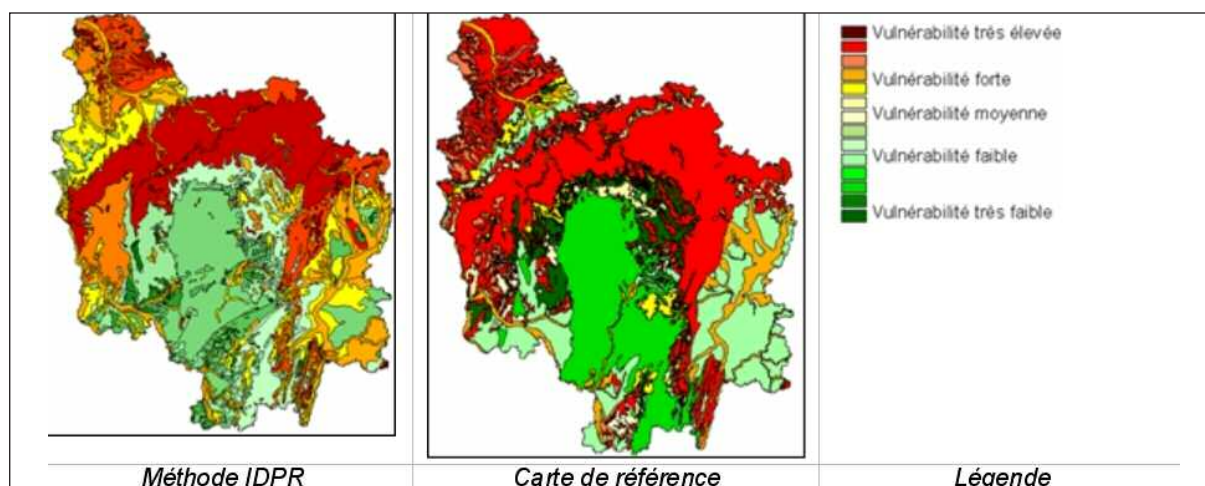 Vulnérabilité très élevée
Vulnérabilité forte
Vulnérabilité moyenne
Vulnérabilité faible
Vulnérabilité très faible
Méthode IDPR
Carte de référence
Légende